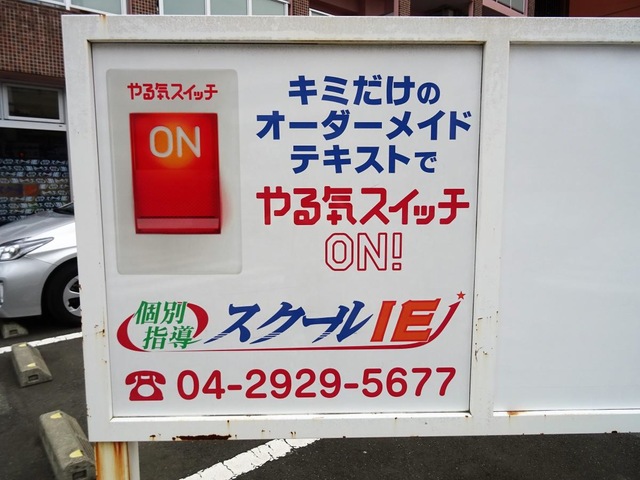 やる気スイッチ
ON
キミだけの
オーダーメイド
テキストで
やる気スイッチ
ON!
個別
指導
スクールIE
04-2929-5677